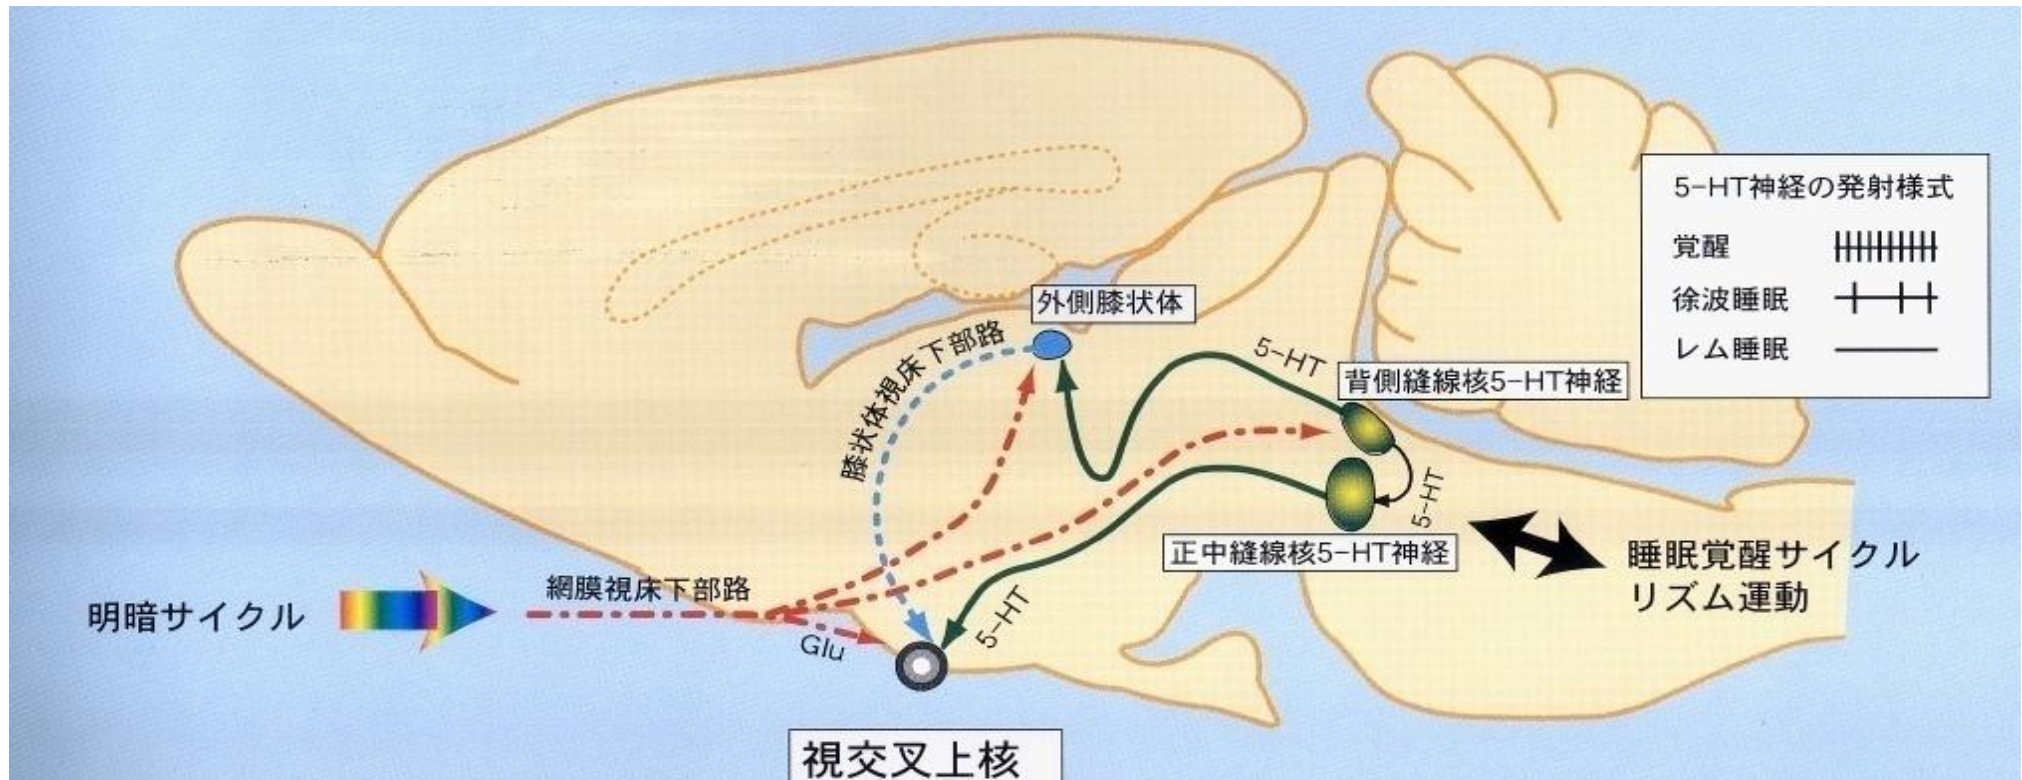 5-HT神経の発射様式
覚醒
徐波睡眠
レム睡眠
外側膝状体
膝状体視床下部路
5-HT
背側縫線核5-HT神経
5-HT
正中縫線核5-HT神経
睡眠覚醒サイクル
リズム運動
明暗サイクル
網膜視床下部路
Glu
5-HT
視交叉上核